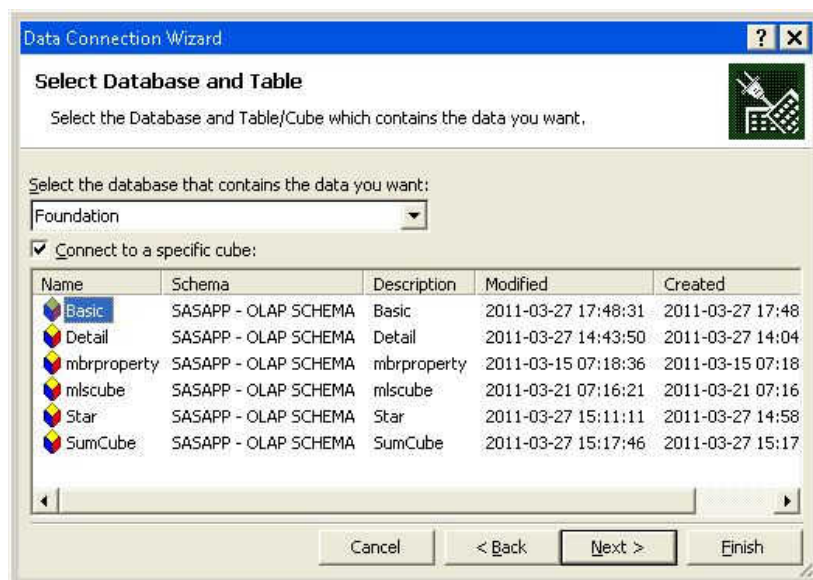 Data Connection Wizard
Select Database and Table
Select the Database and Table/Cube which contains the data you want.
Select the database that contains the data you want:
Foundation
Connect to a specific cube:
Name Schema Description Modified Created
Basic SASAPP - OLAP SCHEMA Basic 2011-03-27 17:48:31 2011-03-27 17:48
Detail SASAPP - OLAP SCHEMA Detail 2011-03-27 14:43:50 2011-03-27 14:04
mbrproperty SASAPP - OLAP SCHEMA mbrproperty 2011-03-15 07:18:36 2011-03-15 07:18
mlscube SASAPP - OLAP SCHEMA mlscube 2011-03-21 07:16:21 2011-03-21 07:16
Star SASAPP - OLAP SCHEMA Star 2011-03-27 15:11:11 2011-03-27 14:58
SumCube SASAPP - OLAP SCHEMA SumCube 2011-03-27 15:17:46 2011-03-27 15:17
Cancel < Back Next > Finish